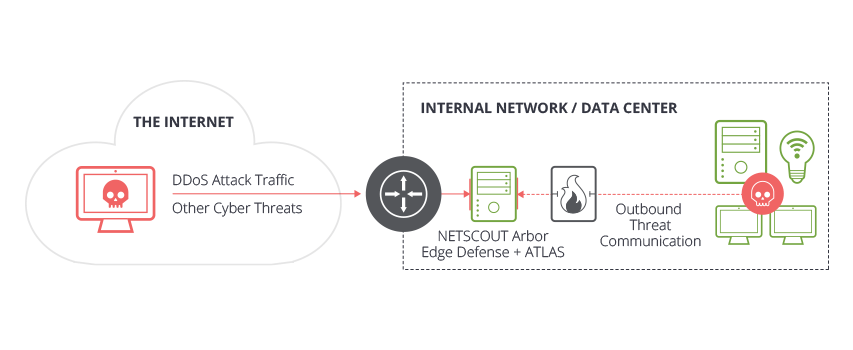 THE INTERNET
DDoS Attack Traffic
Other Cyber Threats
INTERNAL NETWORK / DATA CENTER
NETSCOUT Arbor
Edge Defense + ATLAS
Outbound
Threat
Communication